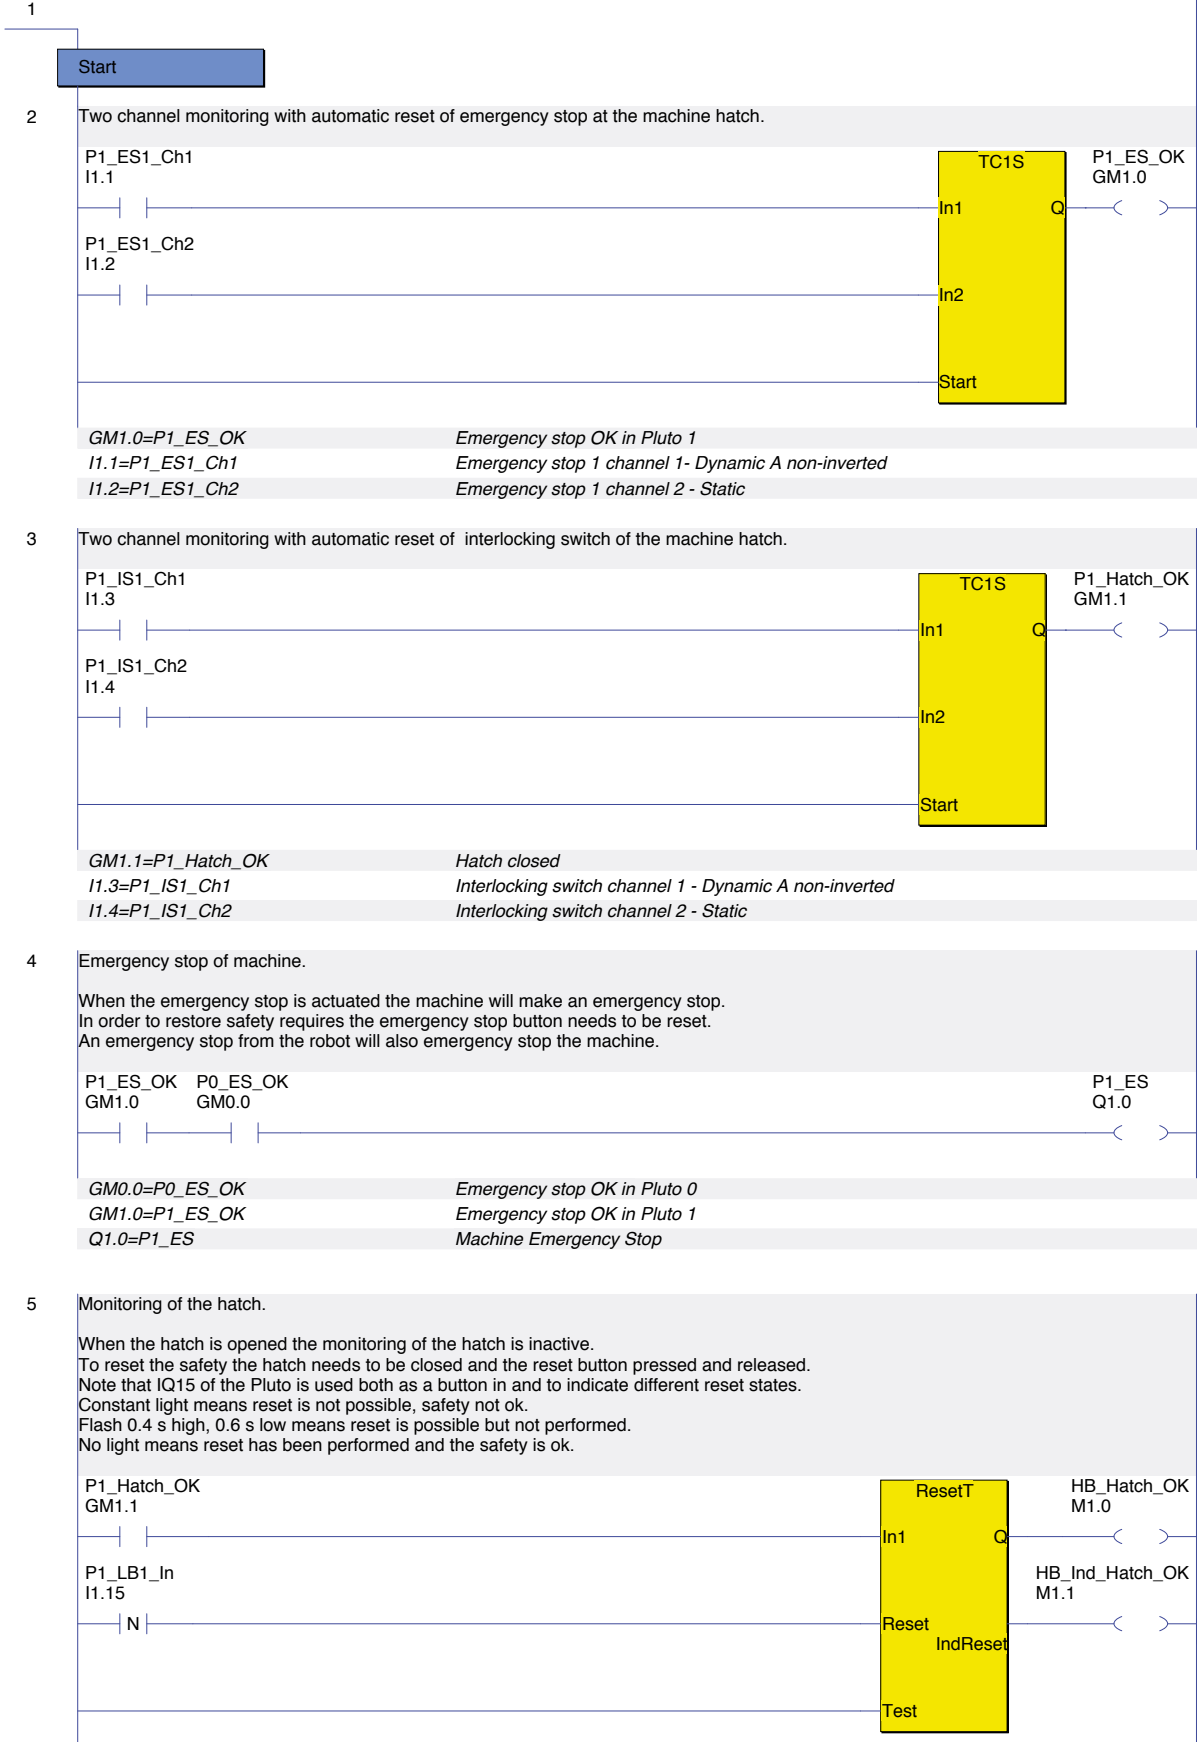 1
Start
2 Two channel monitoring with automatic reset of emergency stop at the machine hatch.
P1_ES1_Ch1
I1.1
TC1S
P1_ES_OK
GM1.0
In1 Q
P1_ES1_Ch2
I1.2
In2
Start
GM1.0=P1_ES_OK Emergency stop OK in Pluto 1
I1.1=P1_ES1_Ch1 Emergency stop 1 channel 1- Dynamic A non-inverted
I1.2=P1_ES1_Ch2 Emergency stop 1 channel 2 - Static
3 Two channel monitoring with automatic reset of interlocking switch of the machine hatch.
P1_IS1_Ch1
I1.3
TC1S
P1_Hatch_OK
GM1.1
In1 Q
P1_IS1_Ch2
I1.4
In2
Start
GM1.1=P1_Hatch_OK Hatch closed
I1.3=P1_IS1_Ch1 Interlocking switch channel 1 - Dynamic A non-inverted
I1.4=P1_IS1_Ch2 Interlocking switch channel 2 - Static
4 Emergency stop of machine.
When the emergency stop is actuated the machine will make an emergency stop.
In order to restore safety requires the emergency stop button needs to be reset.
An emergency stop from the robot will also emergency stop the machine.
P1_ES_OK P0_ES_OK P1_ES
GM1.0 GM0.0 Q1.0
GM0.0=P0_ES_OK Emergency stop OK in Pluto 0
GM1.0=P1_ES_OK Emergency stop OK in Pluto 1
Q1.0=P1_ES Machine Emergency Stop
5 Monitoring of the hatch.
When the hatch is opened the monitoring of the hatch is inactive.
To reset the safety the hatch needs to be closed and the reset button pressed and released.
Note that IQ15 of the Pluto is used both as a button in and to indicate different reset states.
Constant light means reset is not possible, safety not ok.
Flash 0.4 s high, 0.6 s low means reset is possible but not performed.
No light means reset has been performed and the safety is ok.
P1_Hatch_OK
GM1.1
ResetT
HB_Hatch_OK
M1.0
In1 Q
P1_LB1_In
I1.15
HB_Ind_Hatch_OK
M1.1
N
Reset
IndReset
Test